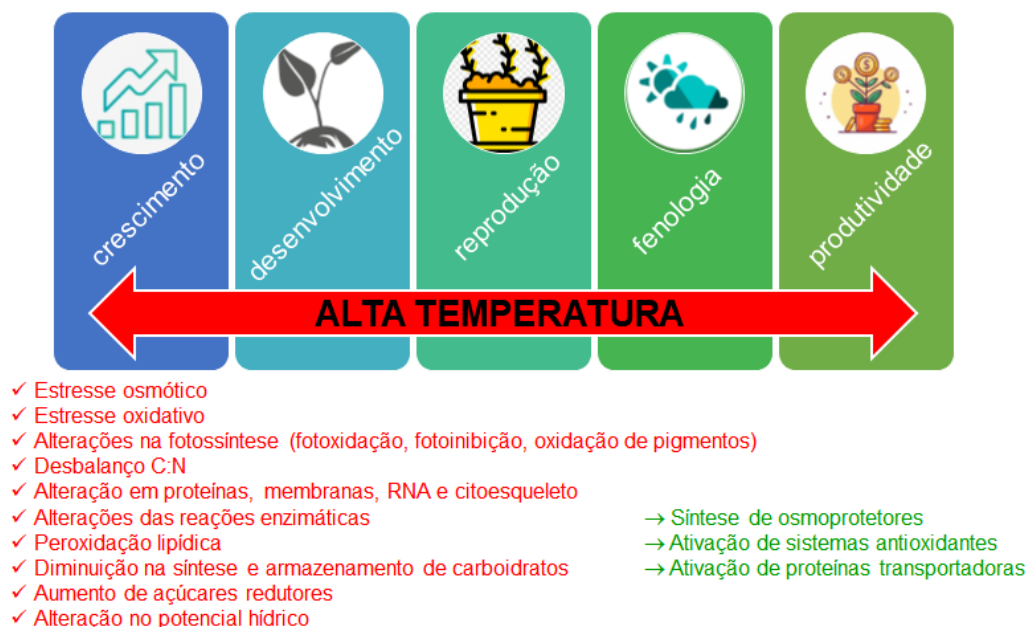 crescimento
desenvolvimento
reprodução
fenologia
produtividade
ALTA TEMPERATURA
✓ Estresse osmótico
✓ Estresse oxidativo
✓ Alterações na fotossíntese (fotoxidação, fotoinibição, oxidação de pigmentos)
✓ Desbalanço C:N
✓ Alteração em proteínas, membranas, RNA e citoesqueleto
✓ Alterações das reações enzimáticas
✓ Peroxidação lipídica
✓ Diminuição na síntese e armazenamento de carboidratos
✓ Aumento de açúcares redutores
✓ Alteração no potencial hídrico
→ Síntese de osmoprotetores
→ Ativação de sistemas antioxidantes
→ Ativação de proteínas transportadoras